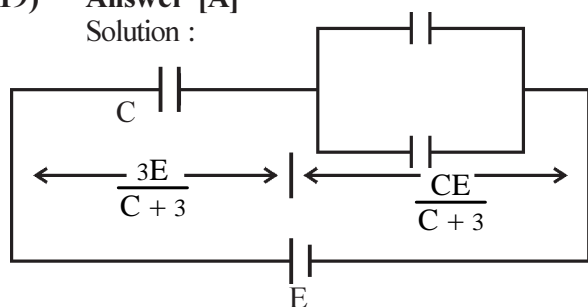 19) Answer [A]
Solution :
C
3E
C + 3
CE
C + 3
E